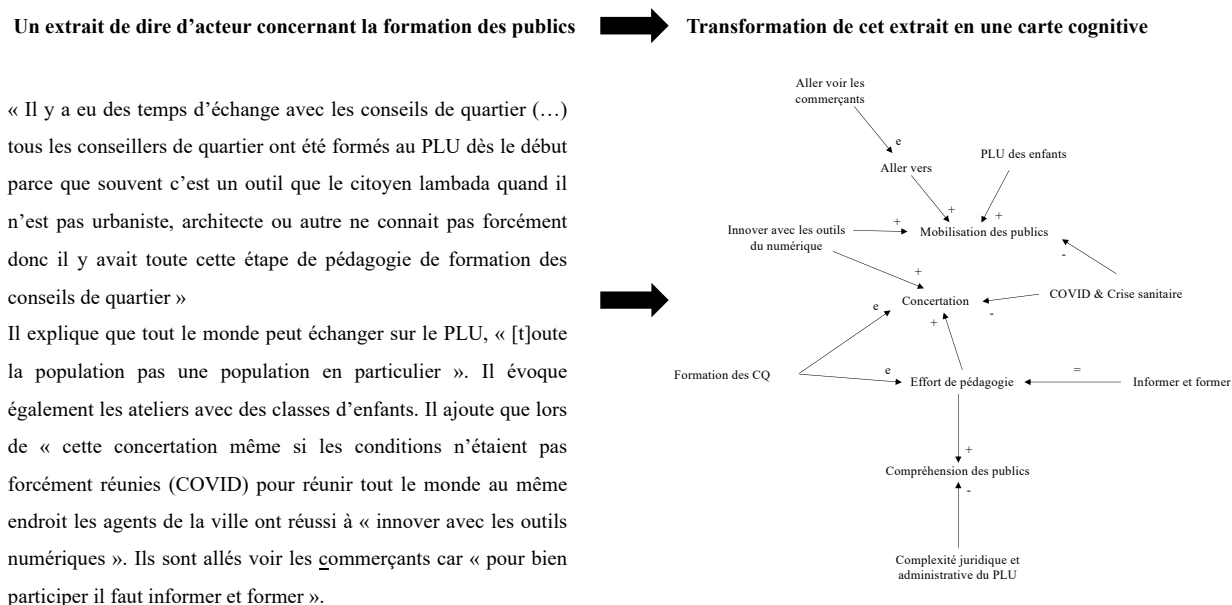 Un extrait de dire d’acteur concernant la formation des publics
Transformation de cet extrait en une carte cognitive
« Il y a eu des temps d’échange avec les conseils de quartier (…)
tous les conseillers de quartier ont été formés au PLU dès le début
parce que souvent c’est un outil que le citoyen lambada quand il
n’est pas urbaniste, architecte ou autre ne connait pas forcément
donc il y avait toute cette étape de pédagogie de formation des
conseils de quartier »
Il explique que tout le monde peut échanger sur le PLU, « [t]oute
la population pas une population en particulier ». Il évoque
également les ateliers avec des classes d’enfants. Il ajoute que lors
de « cette concertation même si les conditions n’étaient pas
forcément réunies (COVID) pour réunir tout le monde au même
endroit les agents de la ville ont réussi à « innover avec les outils
numériques ». Ils sont allés voir les commerçants car « pour bien
participer il faut informer et former ».
Aller voir les
commerçants
e
Aller vers
PLU des enfants
+
+
+
Innover avec les outils
du numérique
Mobilisation des publics
-
+
COVID & Crise sanitaire
Concertation
e
-
+
Formation des CQ
e
Effort de pédagogie
=
Informer et former
+
Compréhension des publics
-
Complexité juridique et
administrative du PLU